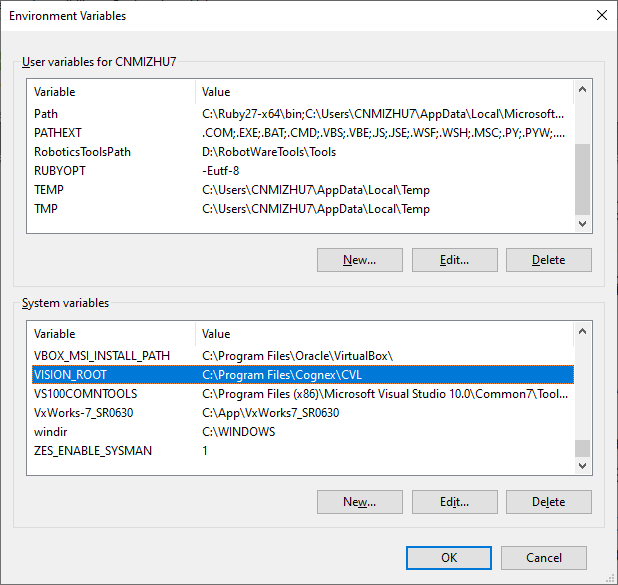 Environment Variables
User variables for CNMIZHU7
Variable Value
Path C:\Ruby27-x64\bin;C:\Users\CNMIZHU7\AppData\Local\Microsoft...
PATHEXT .COM;.EXE;.BAT;.CMD;.VBS;.VBE;.JS;.JSE;.WSF;.WSH;.MSC;.PY;.PYW;....
RoboticsToolsPath D:\RobotWareTools\Tools
RUBYOPT -Eutf-8
TEMP C:\Users\CNMIZHU7\AppData\Local\Temp
TMP C:\Users\CNMIZHU7\AppData\Local\Temp
New... Edit... Delete
System variables
Variable Value
VBOX_MSI_INSTALL_PATH C:\Program Files\Oracle\VirtualBox\
VISION_ROOT C:\Program Files\Cognex\CVL
VS100COMNTOOLS C:\Program Files (x86)\Microsoft Visual Studio 10.0\Common7\Tool...
VxWorks-7_SR0630 C:\App\VxWorks7_SR0630
windir C:\WINDOWS
ZES_ENABLE_SYSMAN 1
New... Edit... Delete
OK Cancel